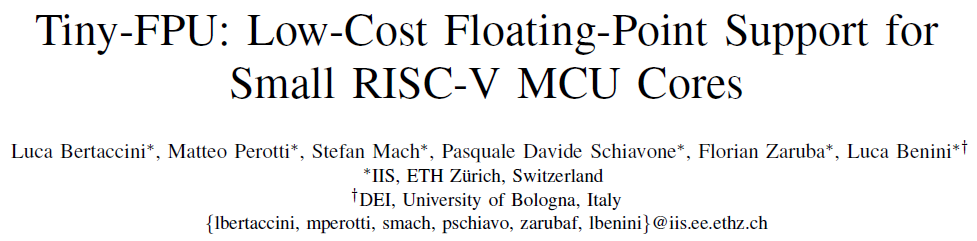 Tiny-FPU: Low-Cost Floating-Point Support for
Small RISC-V MCU Cores
Luca Bertaccini*, Matteo Perotti*, Stefan Mach*, Pasquale Davide Schiavone*, Florian Zaruba*, Luca Benini*†
*IIS, ETH Zürich, Switzerland
†DEI, University of Bologna, Italy
{lbertaccini, mperotti, smach, pschiavo, zarubaf, lbenini}@iis.ee.ethz.ch